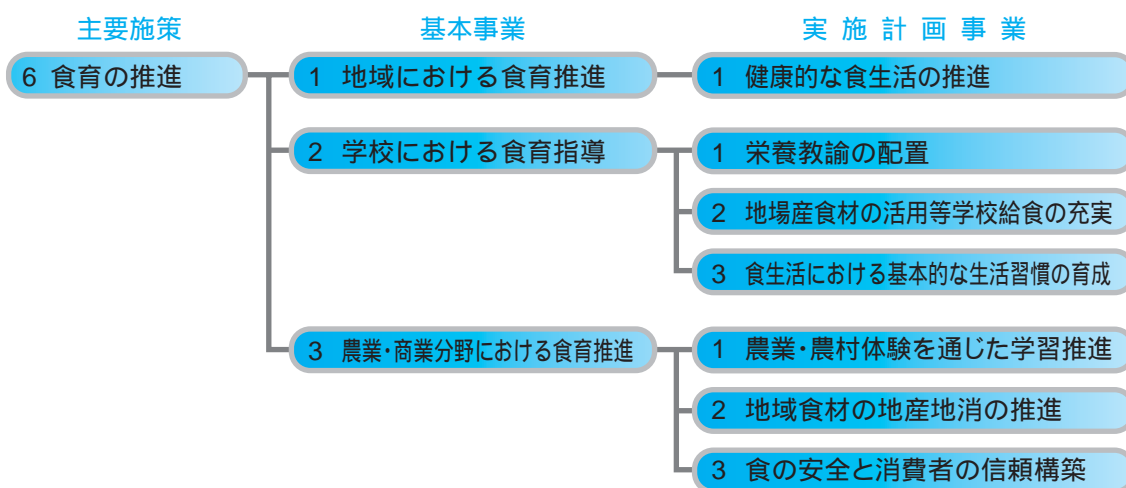 主要施策 基本事業 実施計画事業
6 食育の推進 1 地域における食育推進 1 健康的な食生活の推進
2 学校における食育指導 1 栄養教諭の配置
2 地場産食材の活用等学校給食の充実
3 食生活における基本的な生活習慣の育成
3 農業・商業分野における食育推進 1 農業・農村体験を通じた学習推進
2 地域食材の地産地消の推進
3 食の安全と消費者の信頼構築